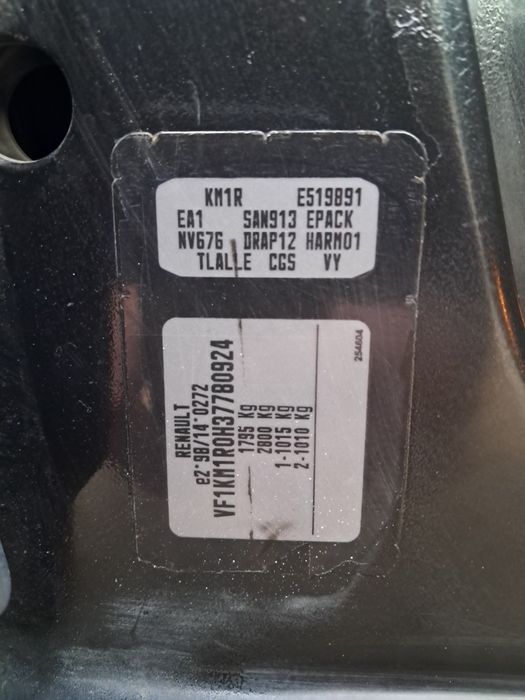 KM1R E519891
EA1 SAN913 EPACK
NV676 DRAP12 HARM01
TLALLE CGS VY
RENAULT
e2*98/14*0272
VF1KM1R0H37780924
1795 Kg
2800 Kg
1-1015 Kg
2-1010 Kg
254604